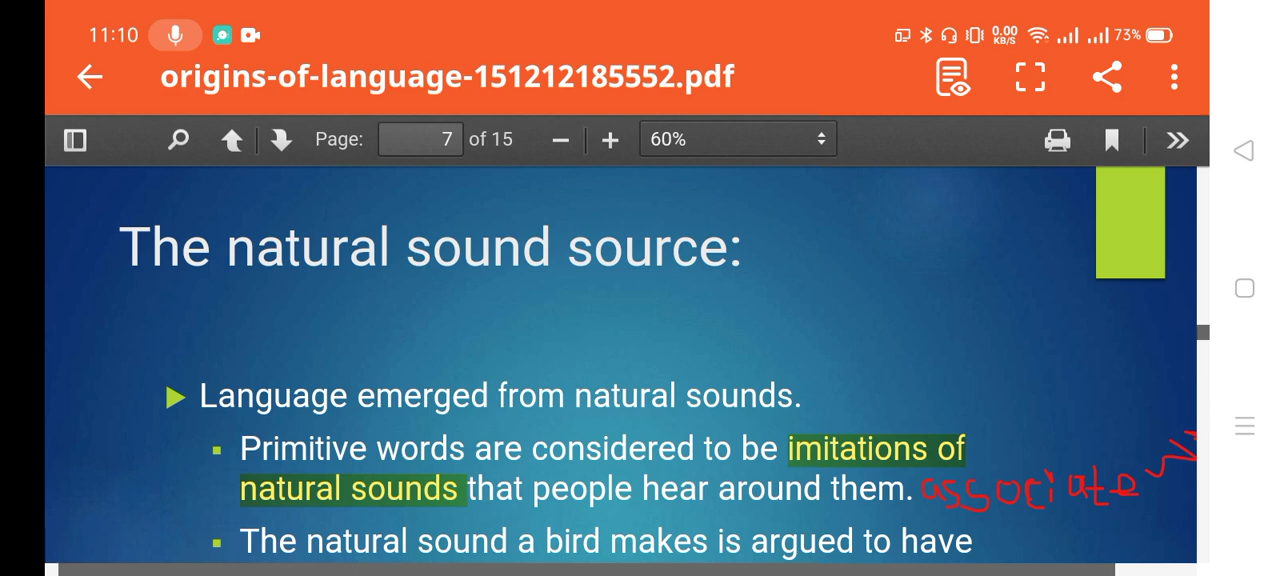 11:10 0.00 KB/S 73%
origins-of-language-151212185552.pdf
Page: 7 of 15 60%
The natural sound source:
Language emerged from natural sounds.
Primitive words are considered to be imitations of
natural sounds that people hear around them. associate
The natural sound a bird makes is argued to have